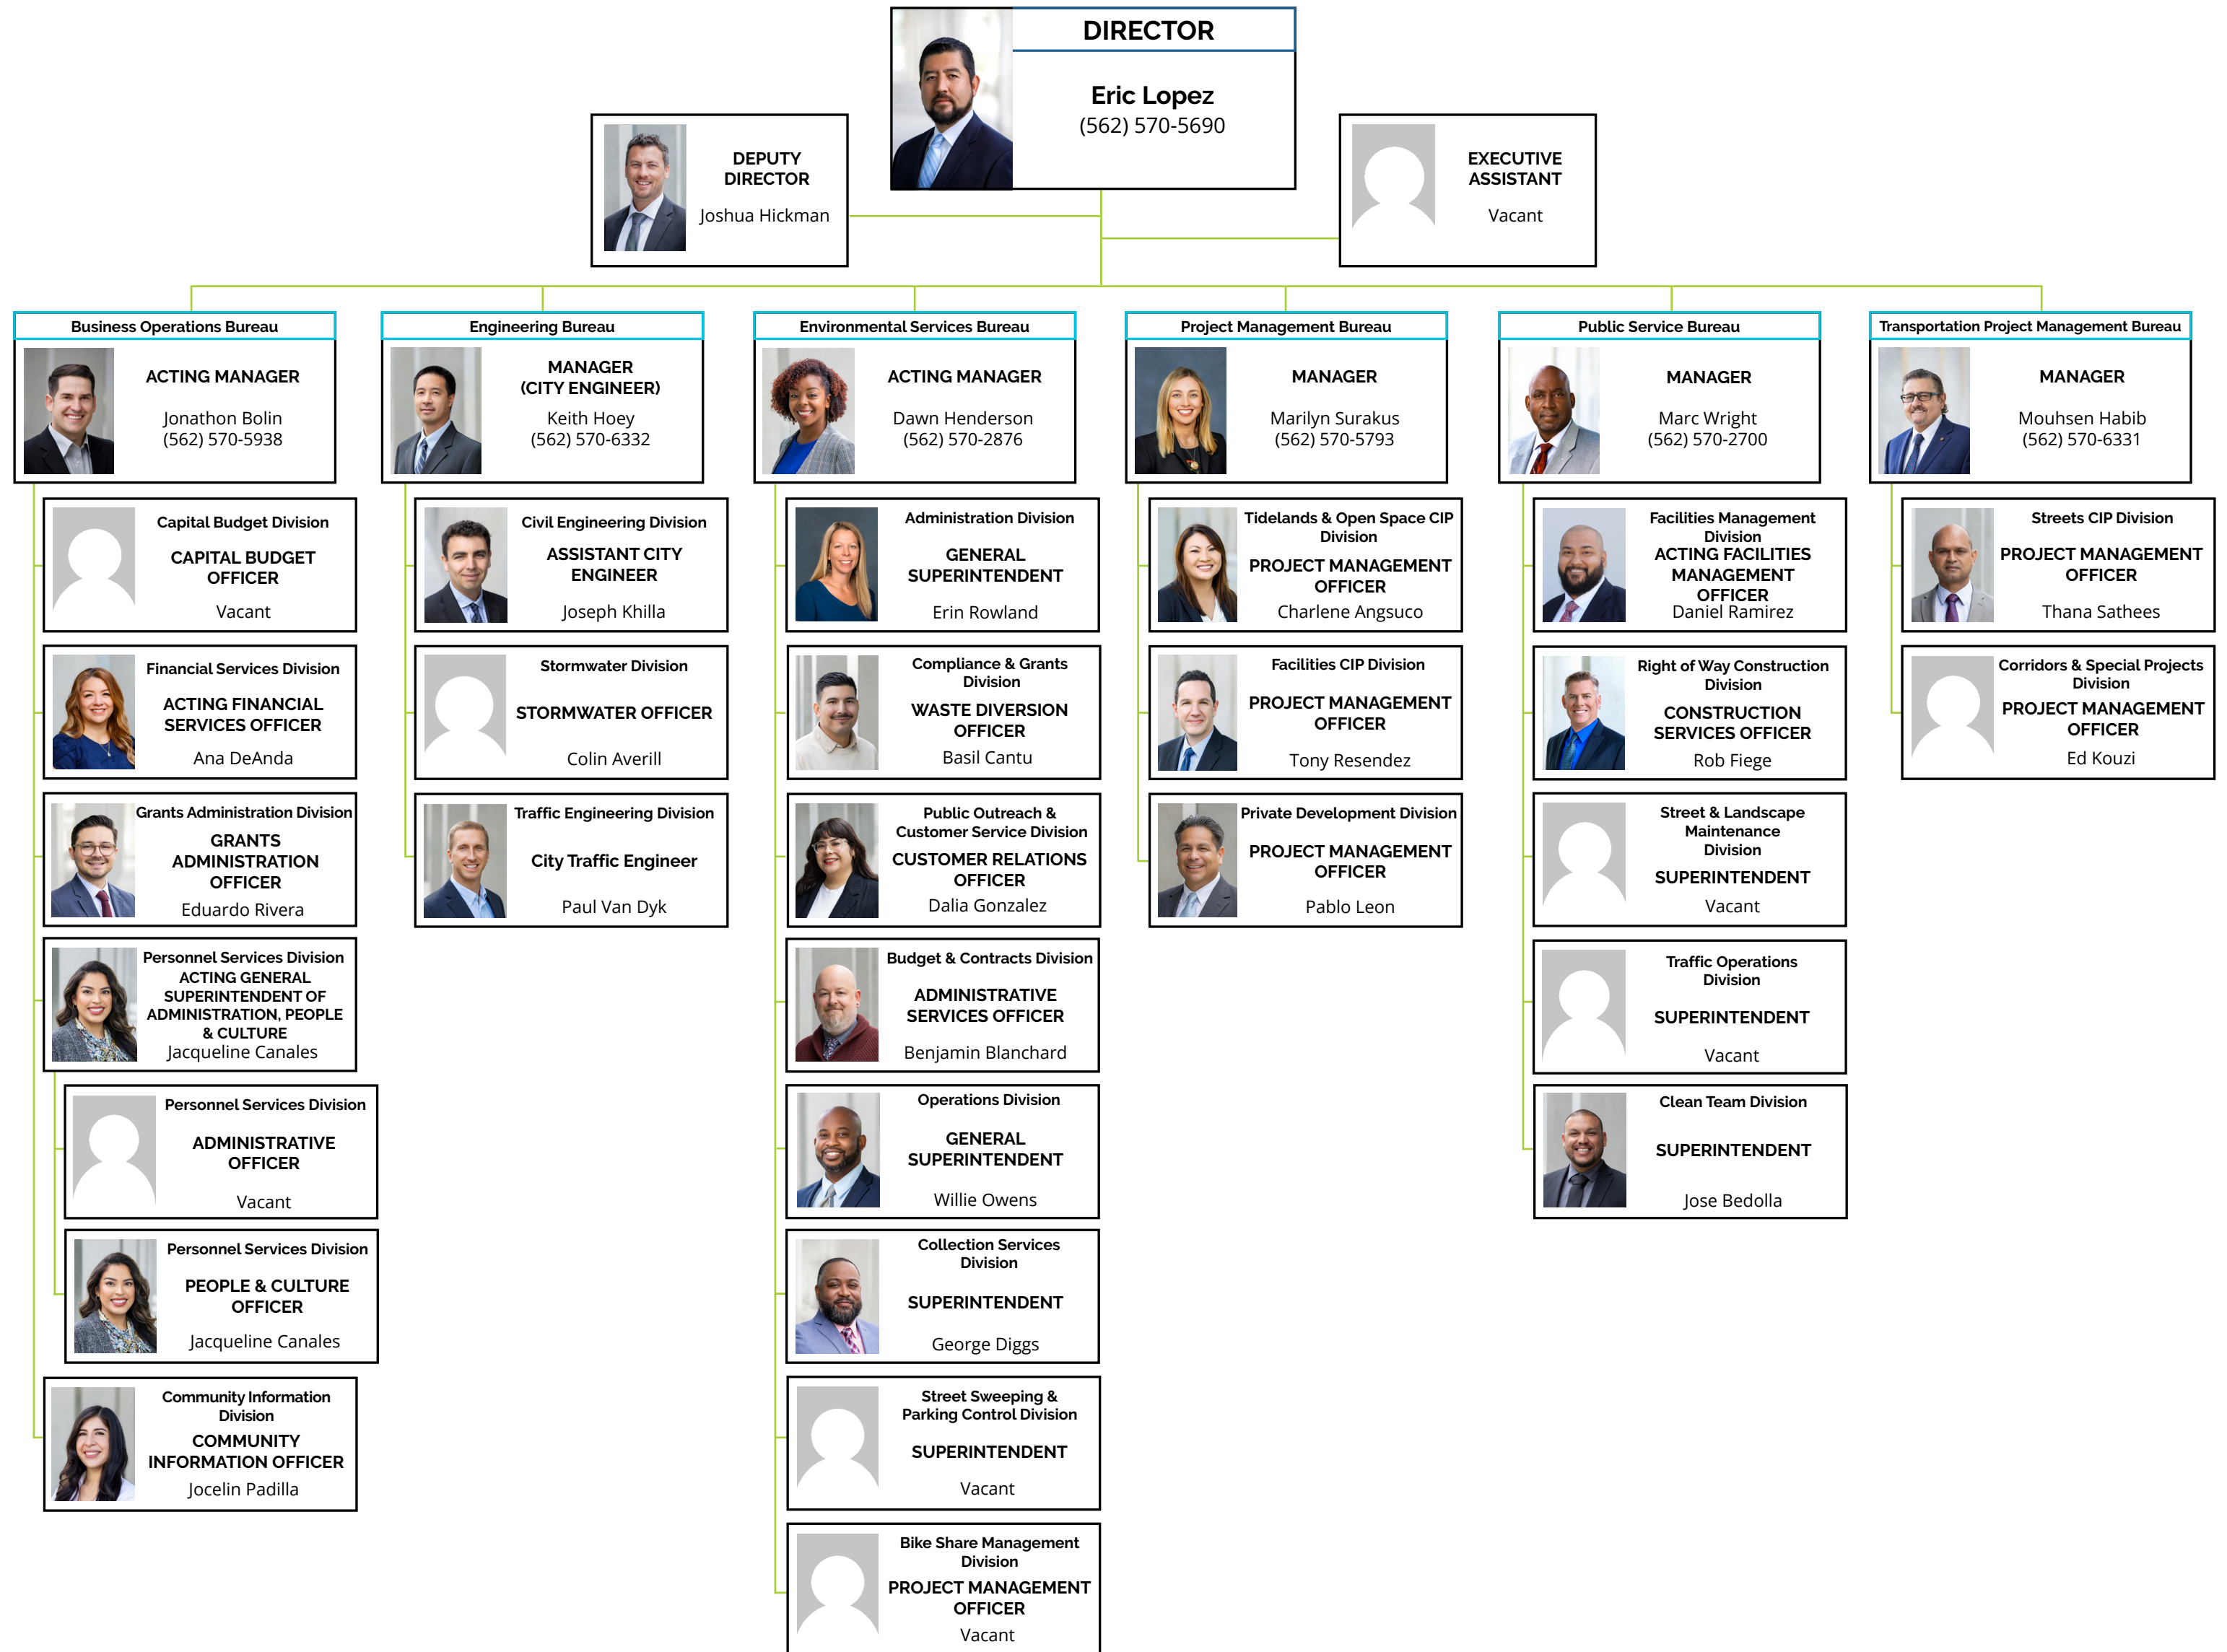 DIRECTOR
Eric Lopez
(562) 570-5690
DEPUTY
DIRECTOR
Joshua Hickman
EXECUTIVE
ASSISTANT
Vacant
Business Operations Bureau
ACTING MANAGER
Jonathon Bolin
(562) 570-5938
Capital Budget Division
CAPITAL BUDGET
OFFICER
Vacant
Financial Services Division
ACTING FINANCIAL
SERVICES OFFICER
Ana DeAnda
Grants Administration Division
GRANTS
ADMINISTRATION
OFFICER
Eduardo Rivera
Personnel Services Division
ACTING GENERAL
SUPERINTENDENT OF
ADMINISTRATION, PEOPLE
& CULTURE
Jacqueline Canales
Personnel Services Division
ADMINISTRATIVE
OFFICER
Vacant
Personnel Services Division
PEOPLE & CULTURE
OFFICER
Jacqueline Canales
Community Information
Division
COMMUNITY
INFORMATION OFFICER
Jocelin Padilla
Engineering Bureau
MANAGER
(CITY ENGINEER)
Keith Hoey
(562) 570-6332
Civil Engineering Division
ASSISTANT CITY
ENGINEER
Joseph Khilla
Stormwater Division
STORMWATER OFFICER
Colin Averill
Traffic Engineering Division
City Traffic Engineer
Paul Van Dyk
Environmental Services Bureau
ACTING MANAGER
Dawn Henderson
(562) 570-2876
Administration Division
GENERAL
SUPERINTENDENT
Erin Rowland
Compliance & Grants
Division
WASTE DIVERSION
OFFICER
Basil Cantu
Public Outreach &
Customer Service Division
CUSTOMER RELATIONS
OFFICER
Dalia Gonzalez
Budget & Contracts Division
ADMINISTRATIVE
SERVICES OFFICER
Benjamin Blanchard
Operations Division
GENERAL
SUPERINTENDENT
Willie Owens
Collection Services
Division
SUPERINTENDENT
George Diggs
Street Sweeping &
Parking Control Division
SUPERINTENDENT
Vacant
Bike Share Management
Division
PROJECT MANAGEMENT
OFFICER
Vacant
Project Management Bureau
MANAGER
Marilyn Surakus
(562) 570-5793
Tidelands & Open Space CIP
Division
PROJECT MANAGEMENT
OFFICER
Charlene Angsuco
Facilities CIP Division
PROJECT MANAGEMENT
OFFICER
Tony Resendez
Private Development Division
PROJECT MANAGEMENT
OFFICER
Pablo Leon
Public Service Bureau
MANAGER
Marc Wright
(562) 570-2700
Facilities Management
Division
ACTING FACILITIES
MANAGEMENT
OFFICER
Daniel Ramirez
Right of Way Construction
Division
CONSTRUCTION
SERVICES OFFICER
Rob Fiege
Street & Landscape
Maintenance
Division
SUPERINTENDENT
Vacant
Traffic Operations
Division
SUPERINTENDENT
Vacant
Clean Team Division
SUPERINTENDENT
Jose Bedolla
Transportation Project Management Bureau
MANAGER
Mouhsen Habib
(562) 570-6331
Streets CIP Division
PROJECT MANAGEMENT
OFFICER
Thana Sathees
Corridors & Special Projects
Division
PROJECT MANAGEMENT
OFFICER
Ed Kouzi